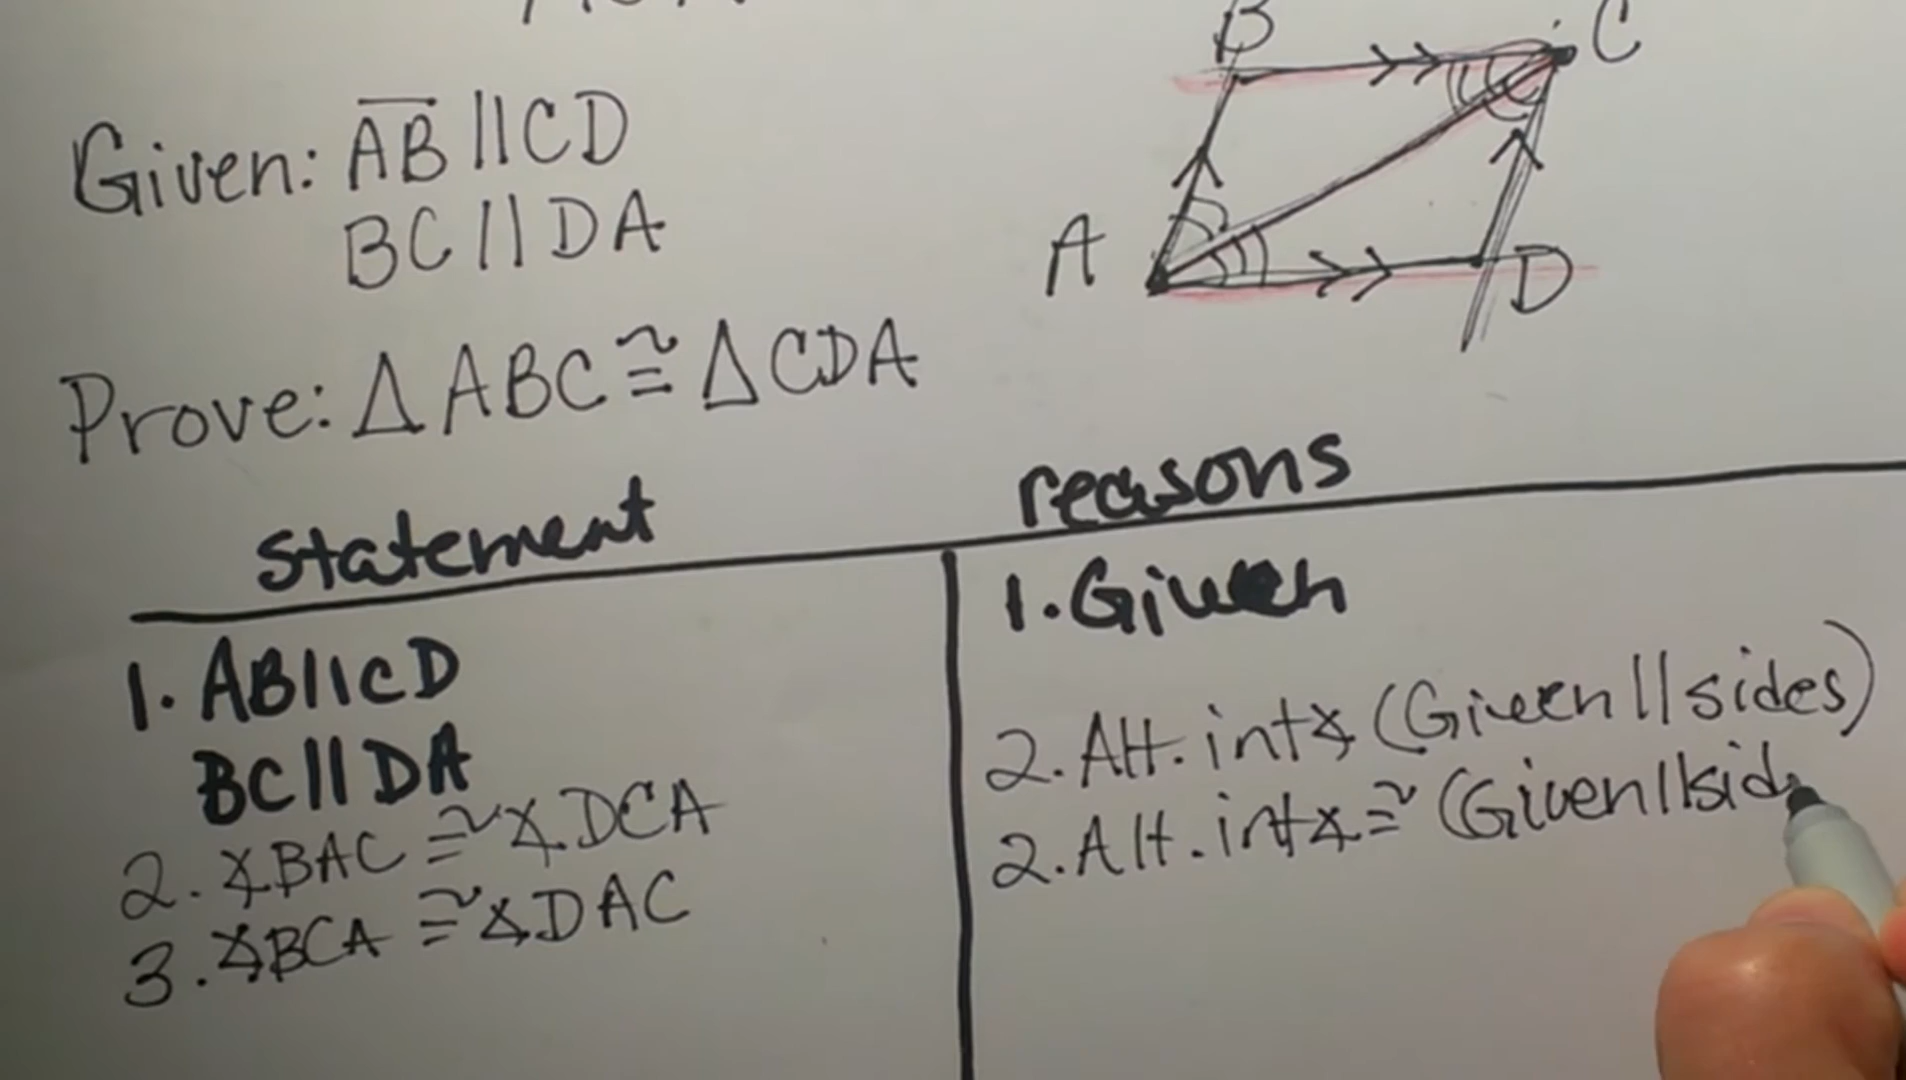 B
C
Given: AB || CD
BC || DA
A
D
Prove: Δ ABC ≅ Δ CDA
statement
reasons
1. AB || CD
BC || DA
1. Given
2. ∡BAC ≅ ∡DCA
2. Alt. int ∡ (Given || sides)
3. ∡BCA ≅ ∡DAC
2. Alt. int ∡ ≅ (Given || sid